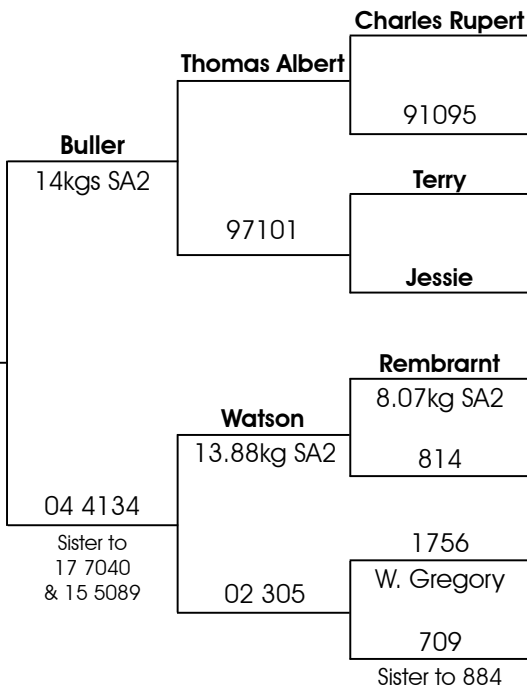 Charles Rupert
Thomas Albert
91095
Buller
14kgs SA2
Terry
97101
Jessie
Rembrarnt
8.07kg SA2
Watson
13.88kg SA2
814
04 4134
Sister to
17 7040
& 15 5089
1756
W. Gregory
02 305
709
Sister to 884